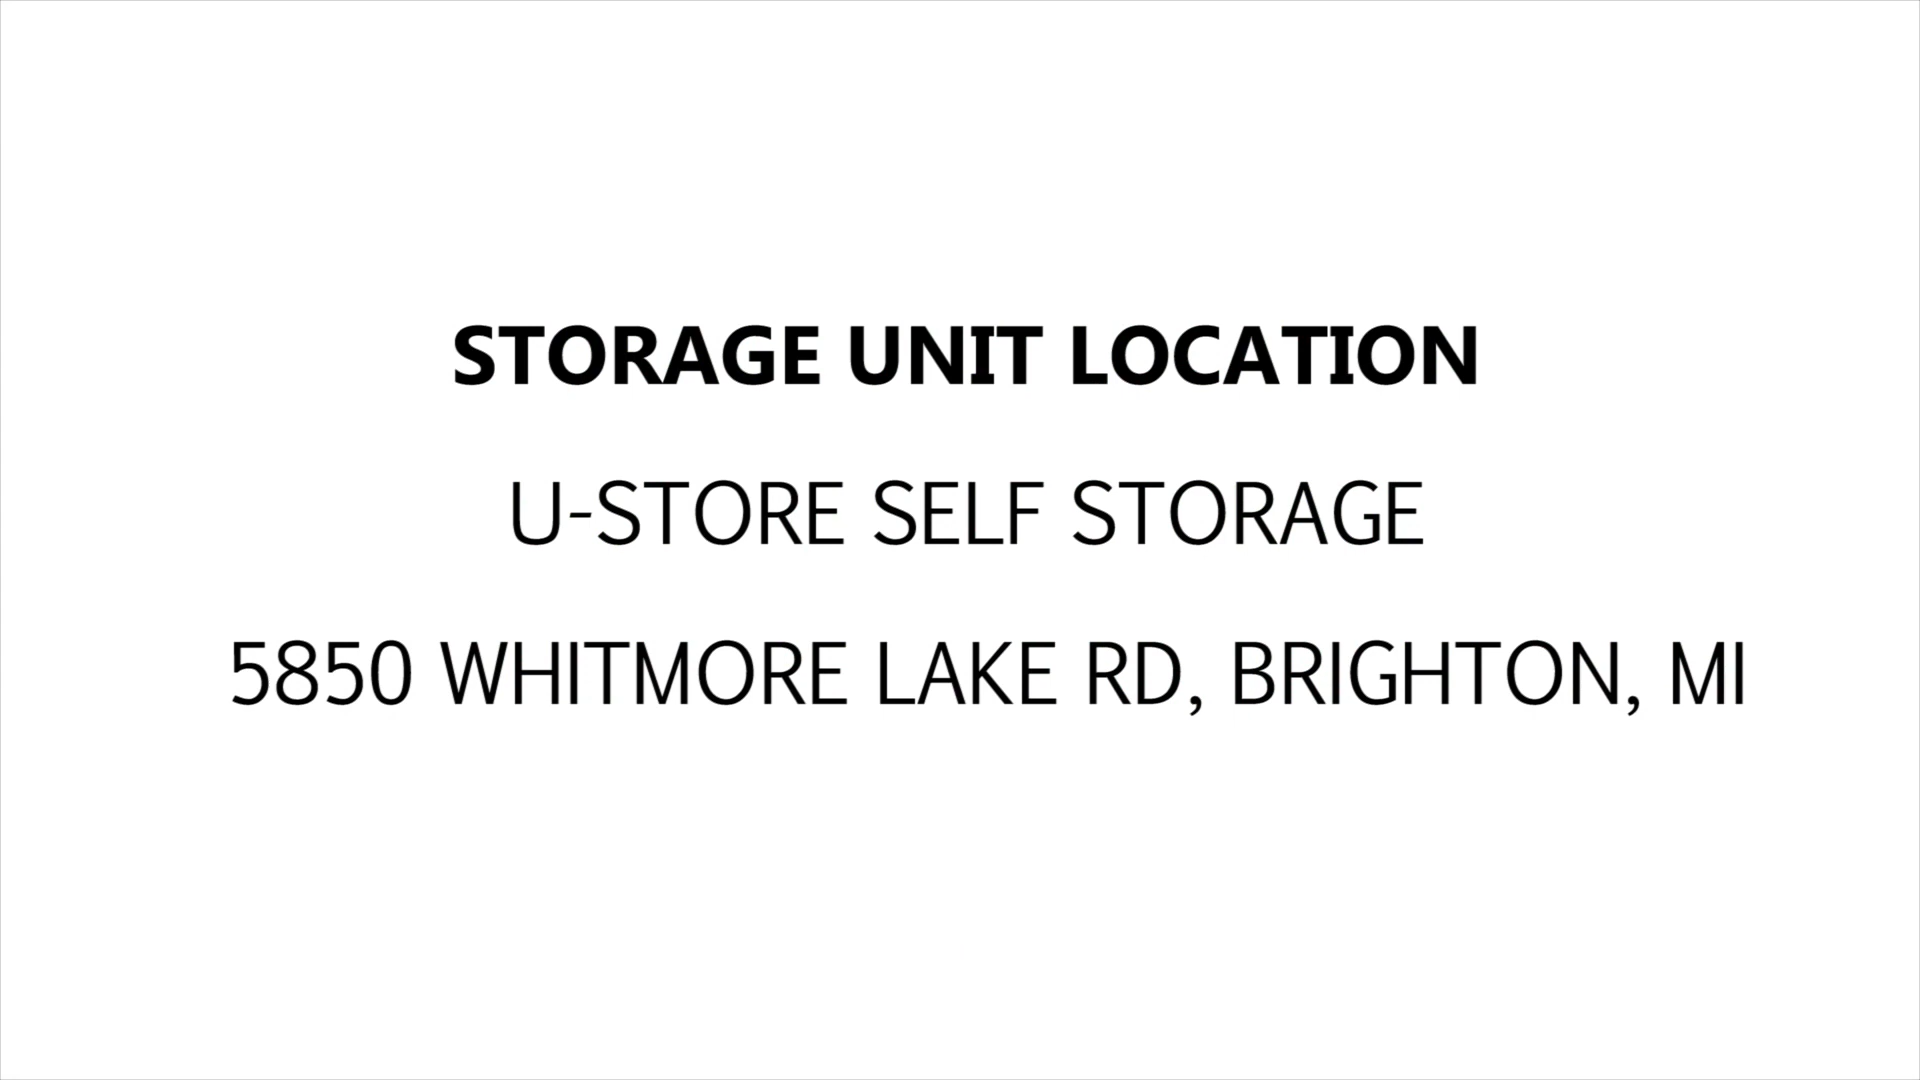 STORAGE UNIT LOCATION
U-STORE SELF STORAGE
5850 WHITMORE LAKE RD, BRIGHTON, MI